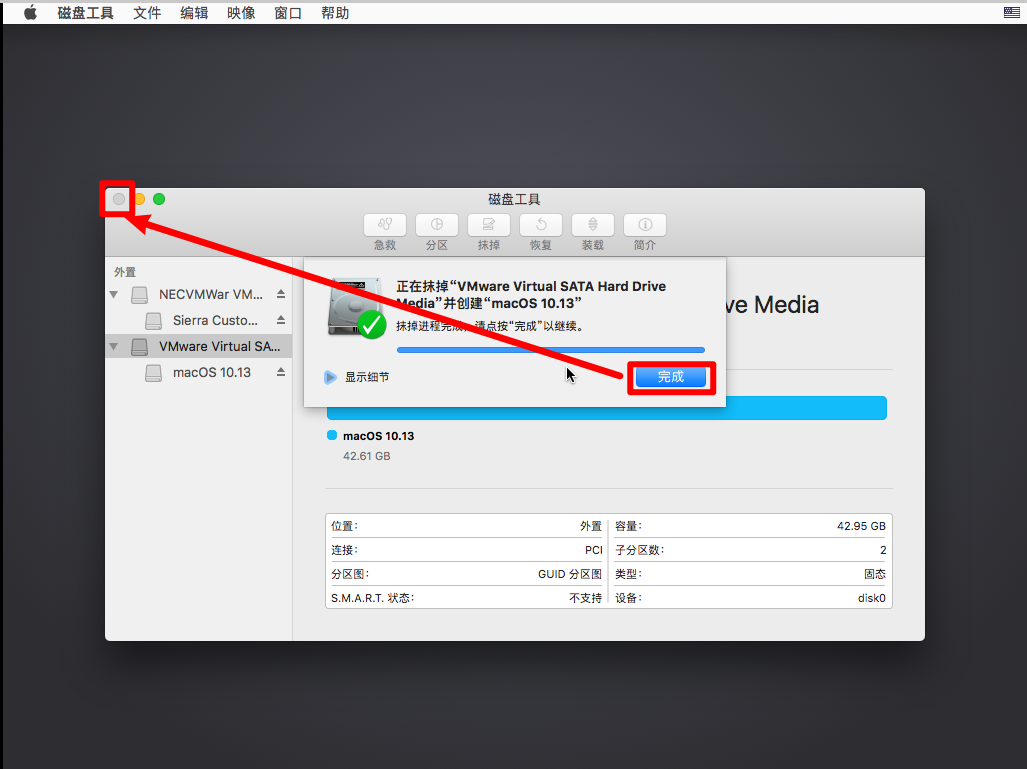 磁盘工具 文件 编辑 映像 窗口 帮助
磁盘工具
急救 分区 抹掉 恢复 装载 简介
外置
NECVMWar VM...
Sierra Custo...
VMware Virtual SA...
macOS 10.13
正在抹掉“VMware Virtual SATA Hard Drive
Media”并创建“macOS 10.13”
抹掉进程完成，请点按“完成”以继续。
显示细节
完成
ve Media
macOS 10.13
42.61 GB
位置： 外置 容量： 42.95 GB
连接： PCI 子分区数： 2
分区图： GUID 分区图 类型： 固态
S.M.A.R.T. 状态： 不支持 设备： disk0